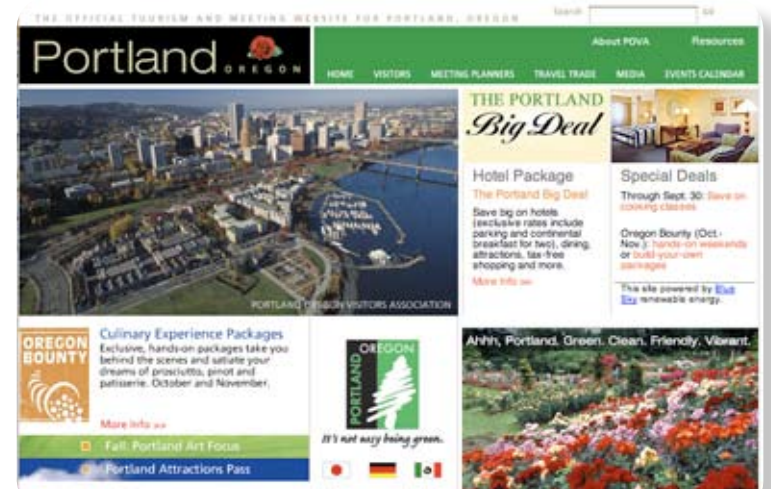 THE OFFICIAL TOURISM AND MEETING WEBSITE FOR PORTLAND, OREGON
Search
GO
Portland
OREGON
About POVA
Resources
HOME
VISITORS
MEETING PLANNERS
TRAVEL TRADE
MEDIA
EVENTS CALENDAR
PORTLAND OREGON VISITORS ASSOCIATION
THE PORTLAND
Big Deal
Hotel Package
The Portland Big Deal
Save big on hotels
(exclusive rates include
parking and continental
breakfast for two), dining,
attractions, tax-free
shopping and more.
More Info >>
Special Deals
Through Sept. 30: Save on
cooking classes
Oregon Bounty (Oct.-
Nov.): hands-on weekends
or build-your-own
packages
This site powered by Blue
Sky renewable energy.
OREGON
BOUNTY
Culinary Experience Packages
Exclusive, hands-on packages take you
behind the scenes and satiate your
dreams of prosciutto, pinot and
patisserie. October and November.
More Info >>
Fall: Portland Art Focus
Portland Attractions Pass
PORTLAND
OREGON
It's not easy being green.
Ahhh, Portland. Green. Clean. Friendly. Vibrant.